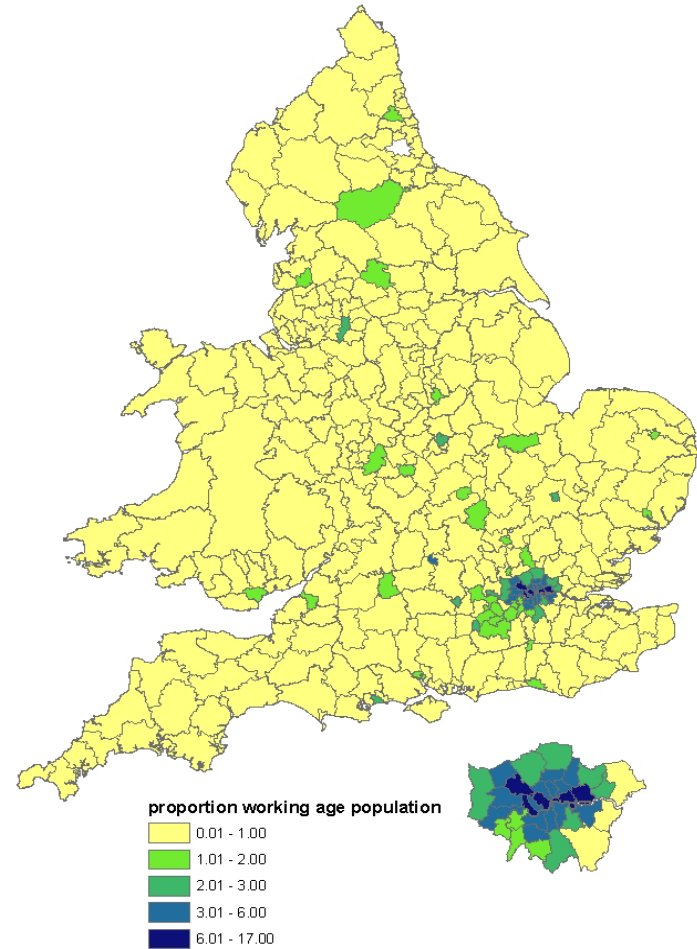 proportion working age population
0.01 - 1.00
1.01 - 2.00
2.01 - 3.00
3.01 - 6.00
6.01 - 17.00